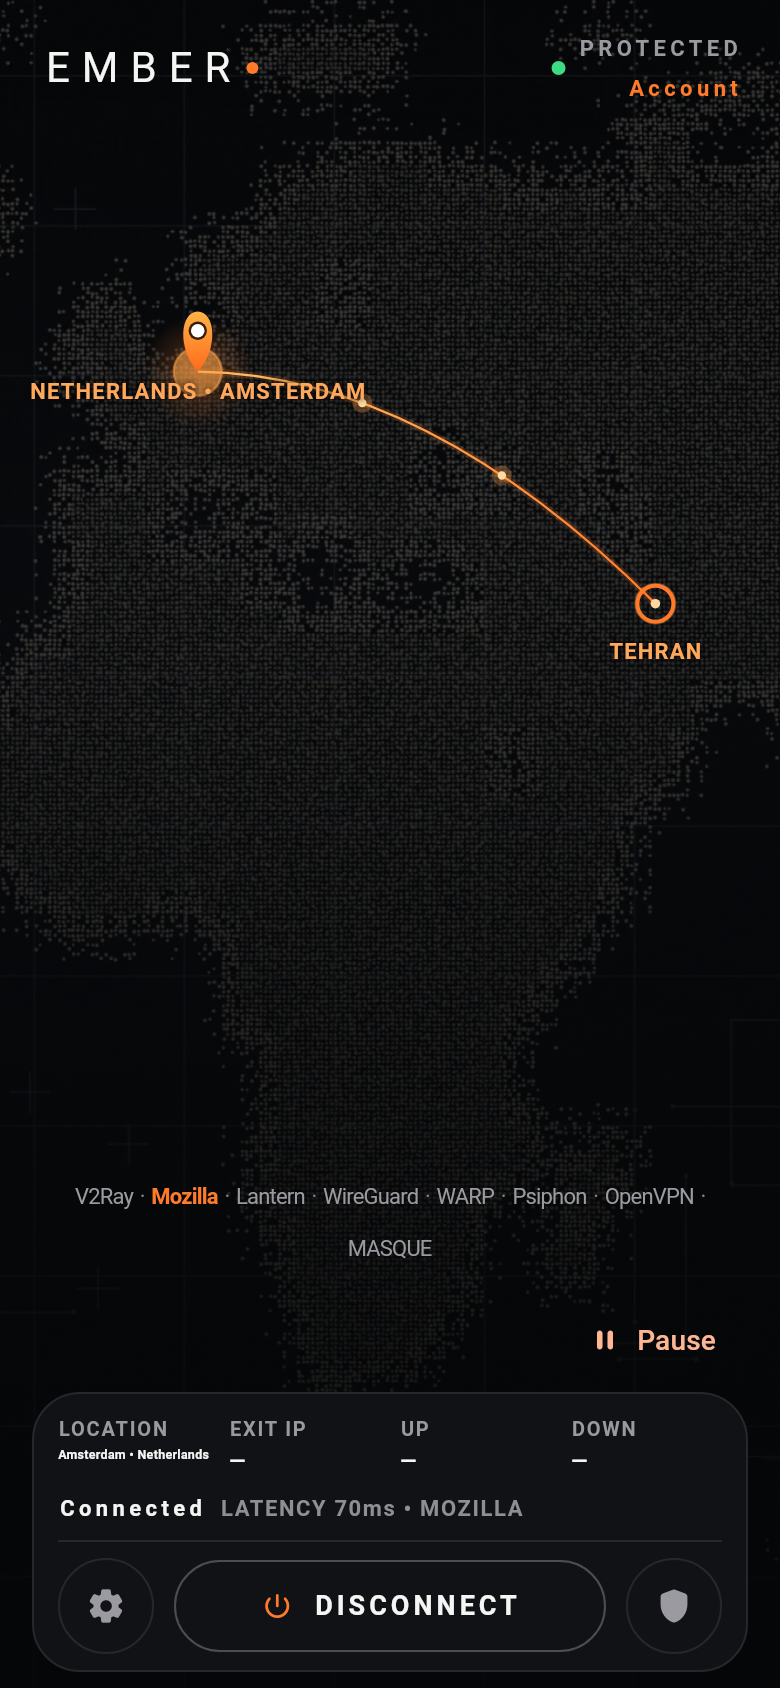 EMBER
PROTECTED
Account
NETHERLANDS • AMSTERDAM
TEHRAN
V2Ray · Mozilla · Lantern · WireGuard · WARP · Psiphon · OpenVPN ·
MASQUE
Pause
LOCATION EXIT IP UP DOWN
Amsterdam • Netherlands – – –
Connected LATENCY 70ms • MOZILLA
DISCONNECT